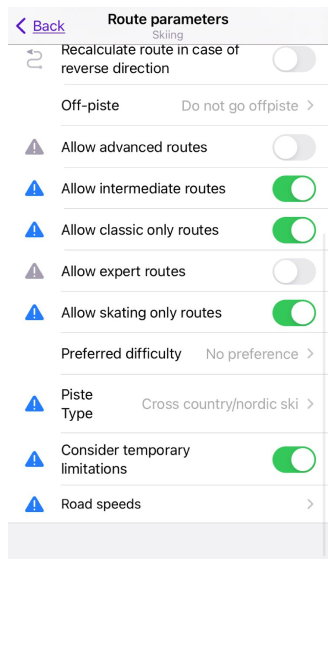 Back
Route parameters
Skiing
Recalculate route in case of
reverse direction
Off-piste Do not go offpiste
Allow advanced routes
Allow intermediate routes
Allow classic only routes
Allow expert routes
Allow skating only routes
Preferred difficulty No preference
Piste
Type Cross country/nordic ski
Consider temporary
limitations
Road speeds